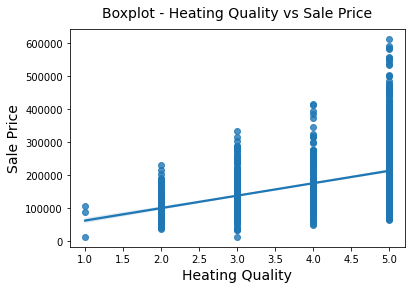 Boxplot - Heating Quality vs Sale Price
Sale Price
600000
500000
400000
300000
200000
100000
0
1.0 1.5 2.0 2.5 3.0 3.5 4.0 4.5 5.0
Heating Quality